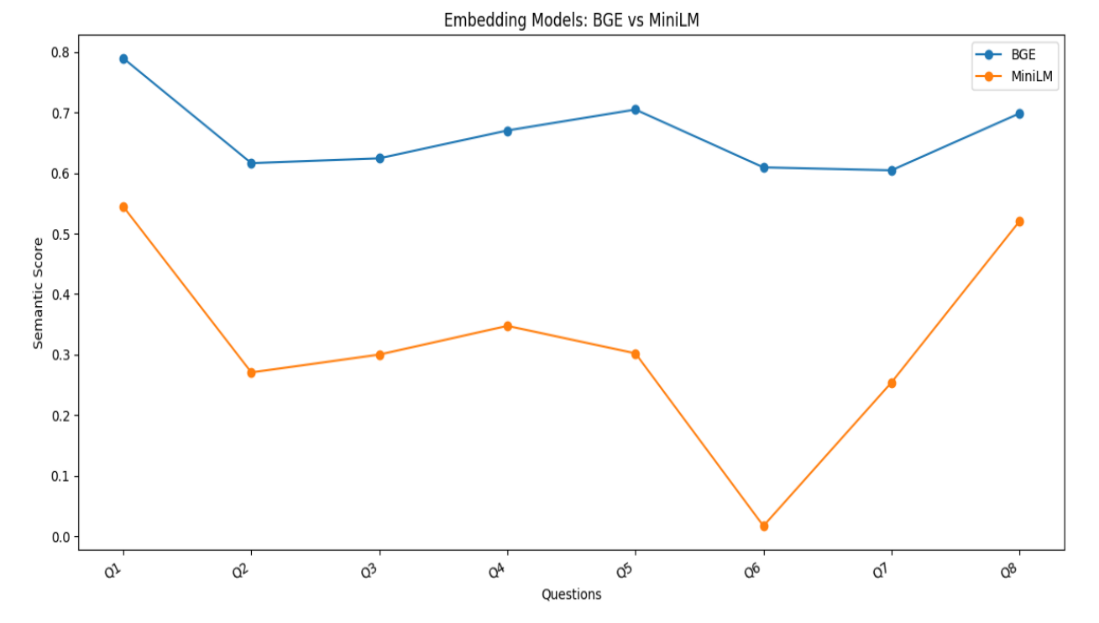 Embedding Models: BGE vs MiniLM
BGE
MiniLM
0.8
0.7
0.6
0.5
0.4
0.3
0.2
0.1
0.0
Semantic Score
Q1 Q2 Q3 Q4 Q5 Q6 Q7 Q8
Questions